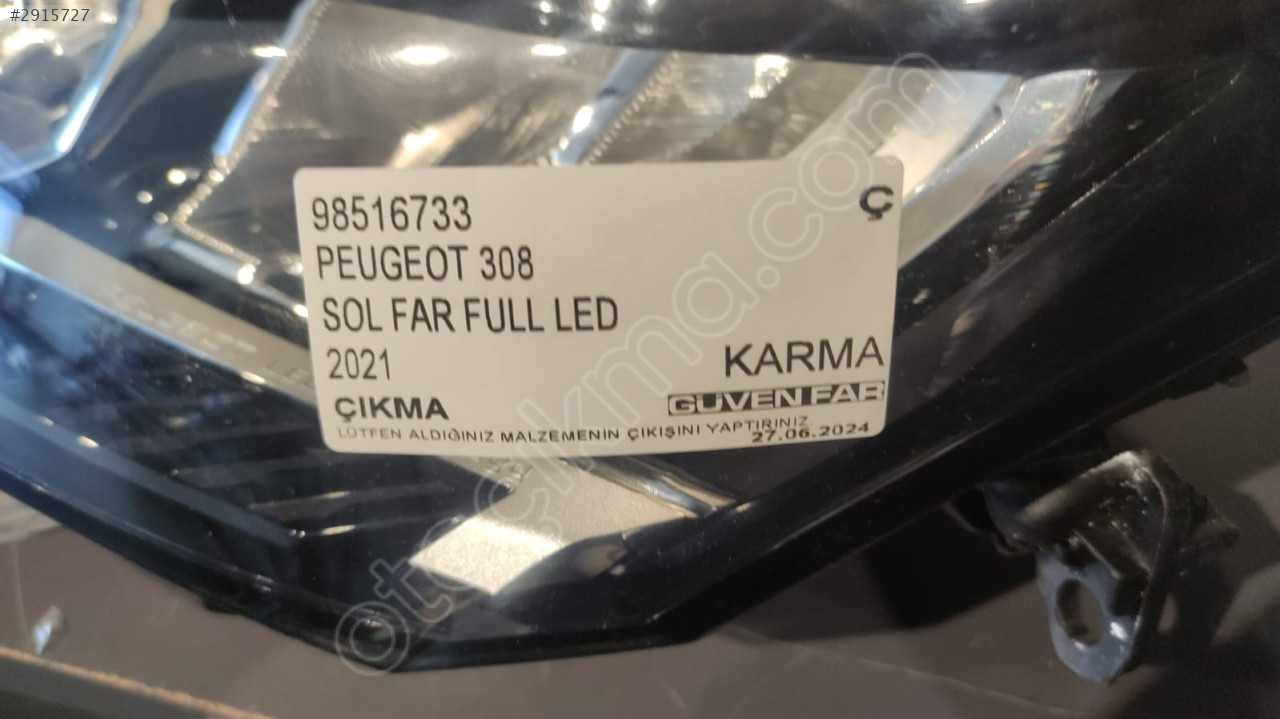 #2915727
98516733
Ç
PEUGEOT 308
SOL FAR FULL LED
2021
KARMA
ÇIKMA
GÜVEN FAR
LÜTFEN ALDIĞINIZ MALZEMENİN ÇIKIŞINI YAPTIRINIZ
27.06.2024
otocikma.com